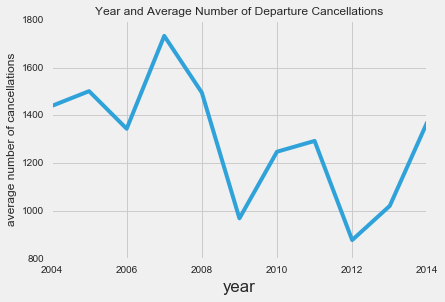 Year and Average Number of Departure Cancellations
1800
1600
1400
1200
1000
800
average number of cancellations
2004 2006 2008 2010 2012 2014
year